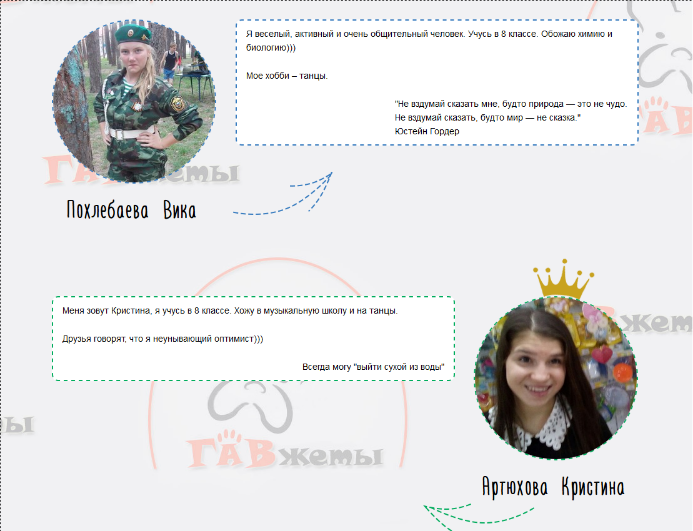 Я веселый, активный и очень общительный человек. Учусь в 8 классе. Обожаю химию и
биологию)))
Мое хобби – танцы.
"Не вздумай сказать мне, будто природа — это не чудо.
Не вздумай сказать, будто мир — не сказка."
Юстейн Гордер
ГАВжеты
Похлебаева Вика
Меня зовут Кристина, я учусь в 8 классе. Хожу в музыкальную школу и на танцы.
Друзья говорят, что я неунывающий оптимист)))
Всегда могу "выйти сухой из воды"
ГАВжеты
Артюхова Кристина